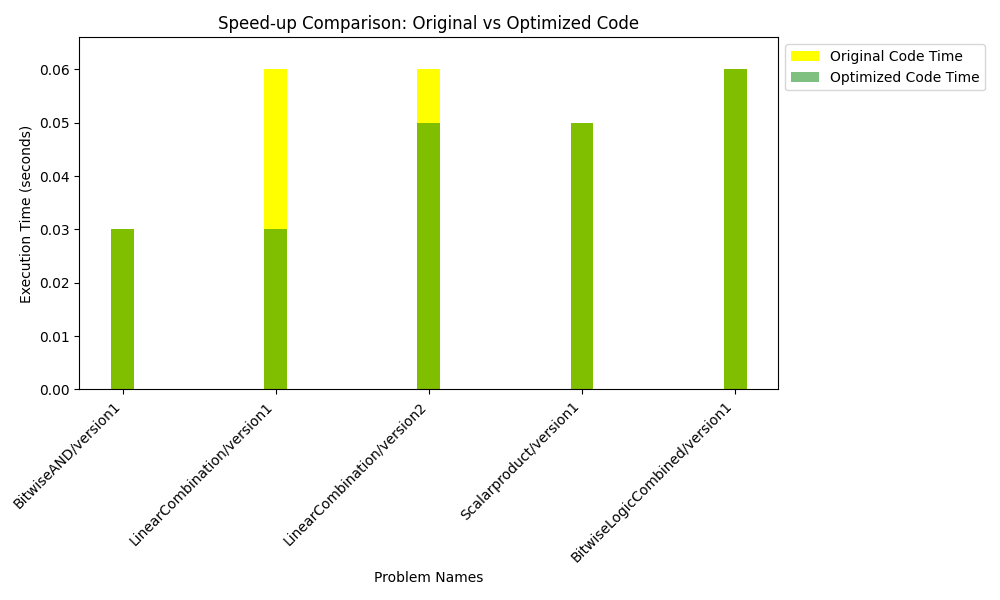 Speed-up Comparison: Original vs Optimized Code
Original Code Time
Optimized Code Time
Execution Time (seconds)
0.06
0.05
0.04
0.03
0.02
0.01
0.00
BitwiseAND/version1
LinearCombination/version1
LinearCombination/version2
Scalarproduct/version1
BitwiseLogicCombined/version1
Problem Names